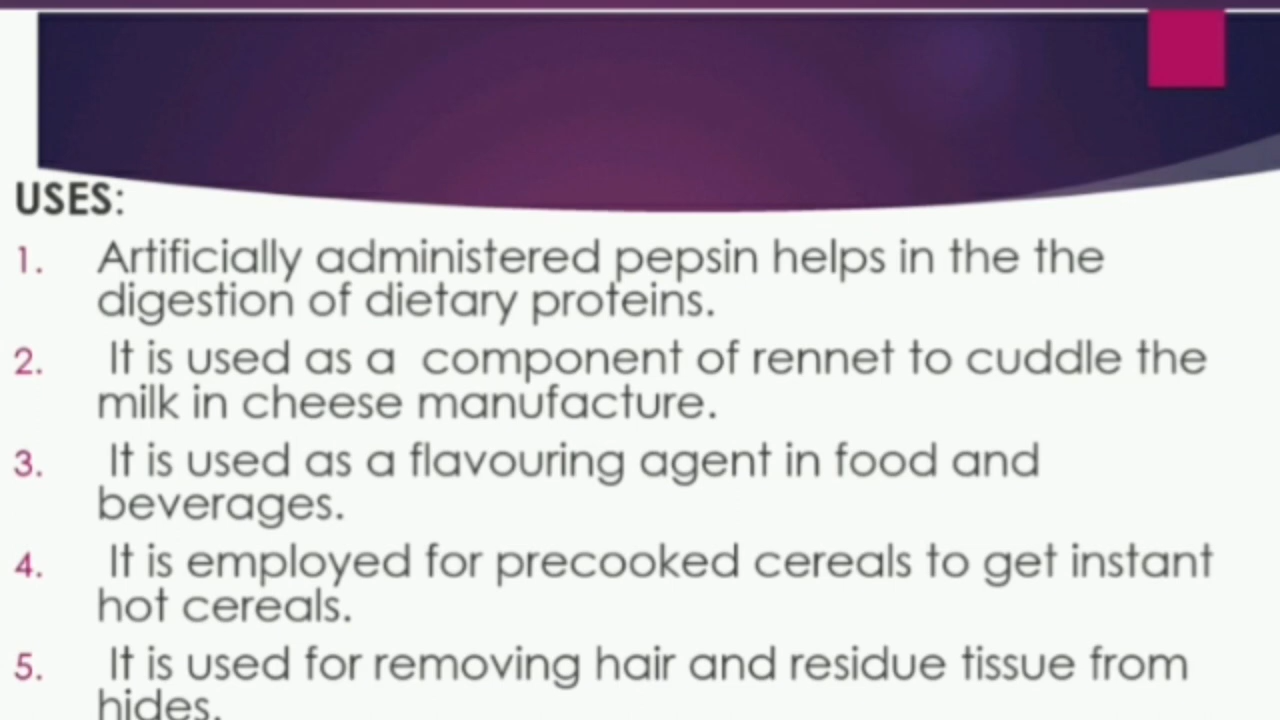 USES:
1. Artificially administered pepsin helps in the the
digestion of dietary proteins.
2. It is used as a component of rennet to cuddle the
milk in cheese manufacture.
3. It is used as a flavouring agent in food and
beverages.
4. It is employed for precooked cereals to get instant
hot cereals.
5. It is used for removing hair and residue tissue from
hides.